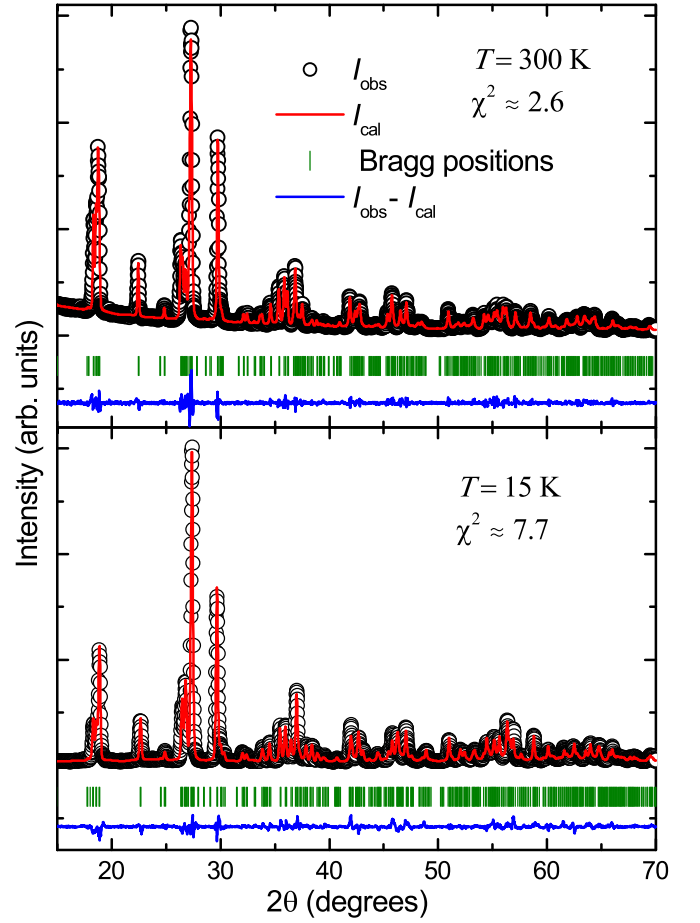 I_obs
I_cal
Bragg positions
I_obs - I_cal
T = 300 K
χ² ≈ 2.6
T = 15 K
χ² ≈ 7.7
Intensity (arb. units)
20 30 40 50 60 70
2θ (degrees)